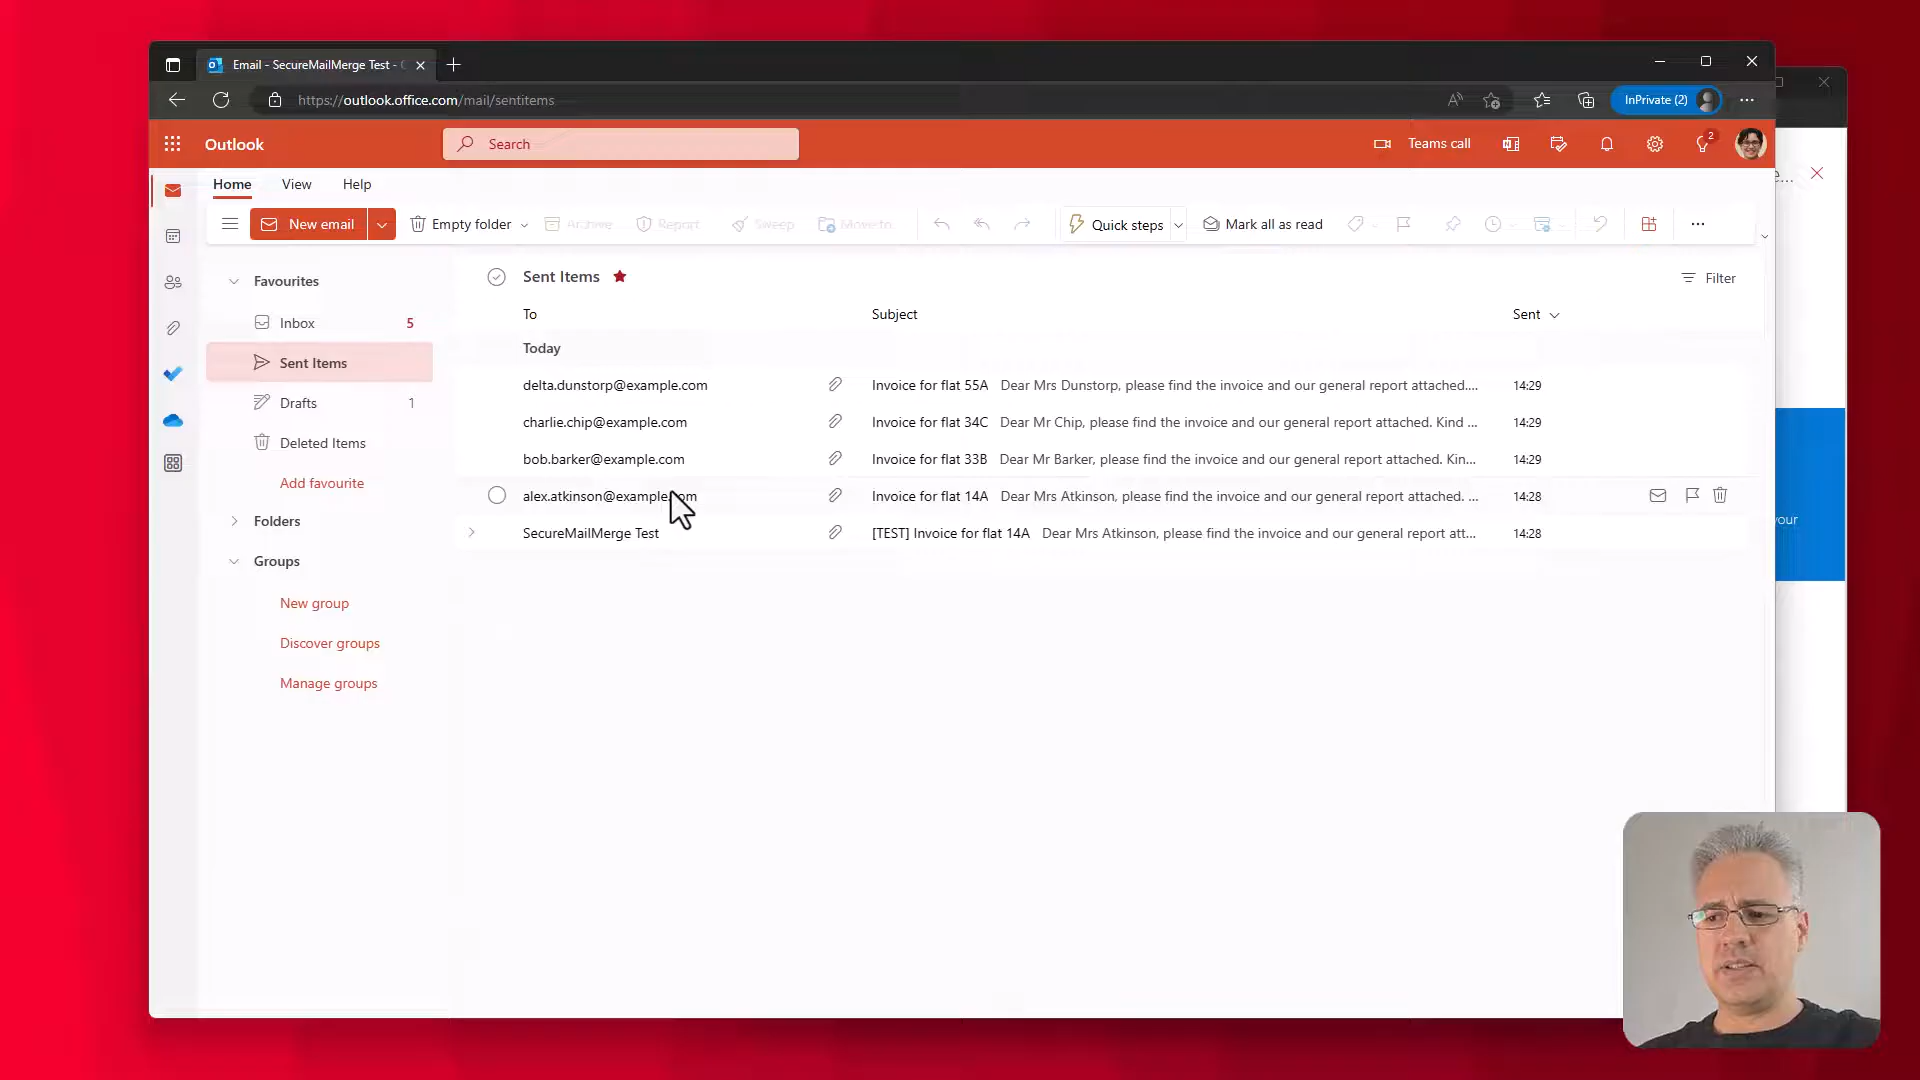 Email - SecureMailMerge Test -
https://outlook.office.com/mail/sentitems
InPrivate (2)
Outlook
Search
Teams call
2
Home View Help
New email
Empty folder
Archive
Report
Sweep
Move to
Quick steps
Mark all as read
Favourites
Inbox 5
Sent Items
Drafts 1
Deleted Items
Add favourite
Folders
Groups
New group
Discover groups
Manage groups
Sent Items
Filter
To Subject Sent
Today
delta.dunstorp@example.com Invoice for flat 55A Dear Mrs Dunstorp, please find the invoice and our general report attached.... 14:29
charlie.chip@example.com Invoice for flat 34C Dear Mr Chip, please find the invoice and our general report attached. Kind ... 14:29
bob.barker@example.com Invoice for flat 33B Dear Mr Barker, please find the invoice and our general report attached. Kin... 14:29
alex.atkinson@example.com Invoice for flat 14A Dear Mrs Atkinson, please find the invoice and our general report attached. ... 14:28
SecureMailMerge Test [TEST] Invoice for flat 14A Dear Mrs Atkinson, please find the invoice and our general report att... 14:28
e...
your